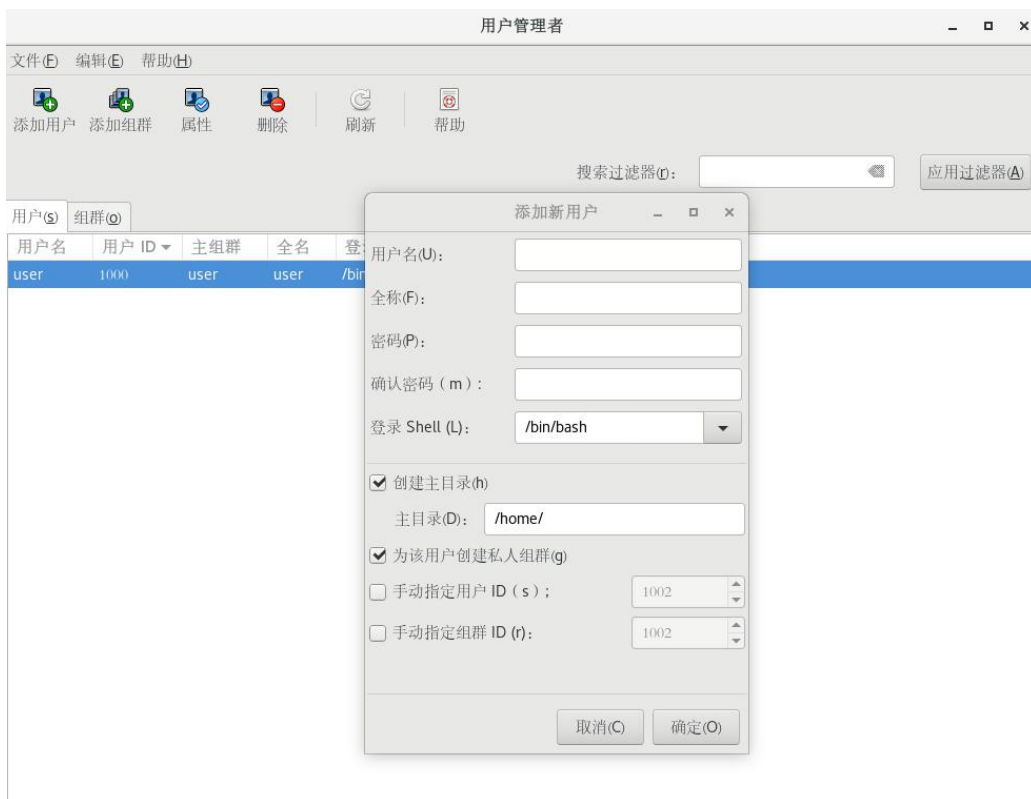 用户管理者
文件(F) 编辑(E) 帮助(H)
添加用户 添加组群 属性 删除 刷新 帮助
搜索过滤器(r)： 应用过滤器(A)
用户(s) 组群(o)
用户名 用户 ID 主组群 全名 登
user 1000 user user /bin
添加新用户
用户名(U)：
全称(F)：
密码(P)：
确认密码（m）：
登录 Shell (L)： /bin/bash
创建主目录(h)
主目录(D)： /home/
为该用户创建私人组群(g)
手动指定用户 ID（s）； 1002
手动指定组群 ID (r)： 1002
取消(C) 确定(O)